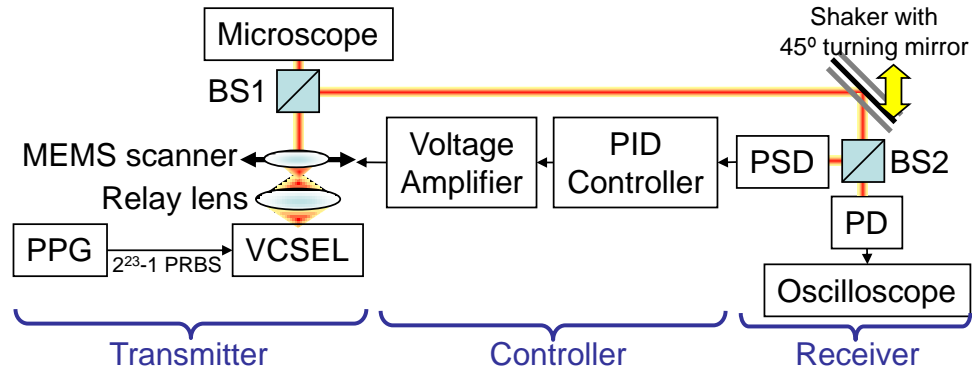 Microscope
Shaker with
45º turning mirror
BS1
MEMS scanner
Voltage
Amplifier
PID
Controller
PSD
BS2
Relay lens
PD
PPG
2²³-1 PRBS
VCSEL
Oscilloscope
Transmitter
Controller
Receiver